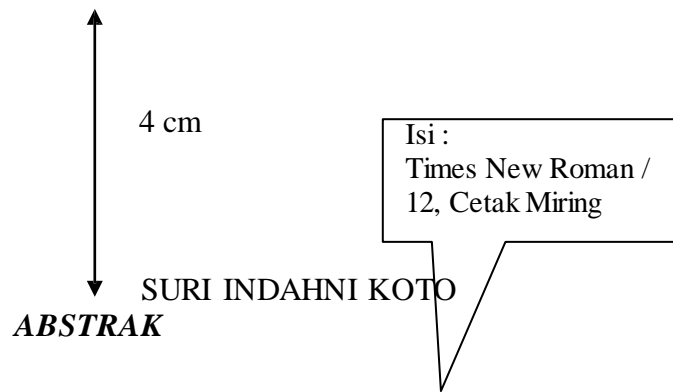 4 cm
Isi :
Times New Roman /
12, Cetak Miring
SURI INDAHNI KOTO
ABSTRAK